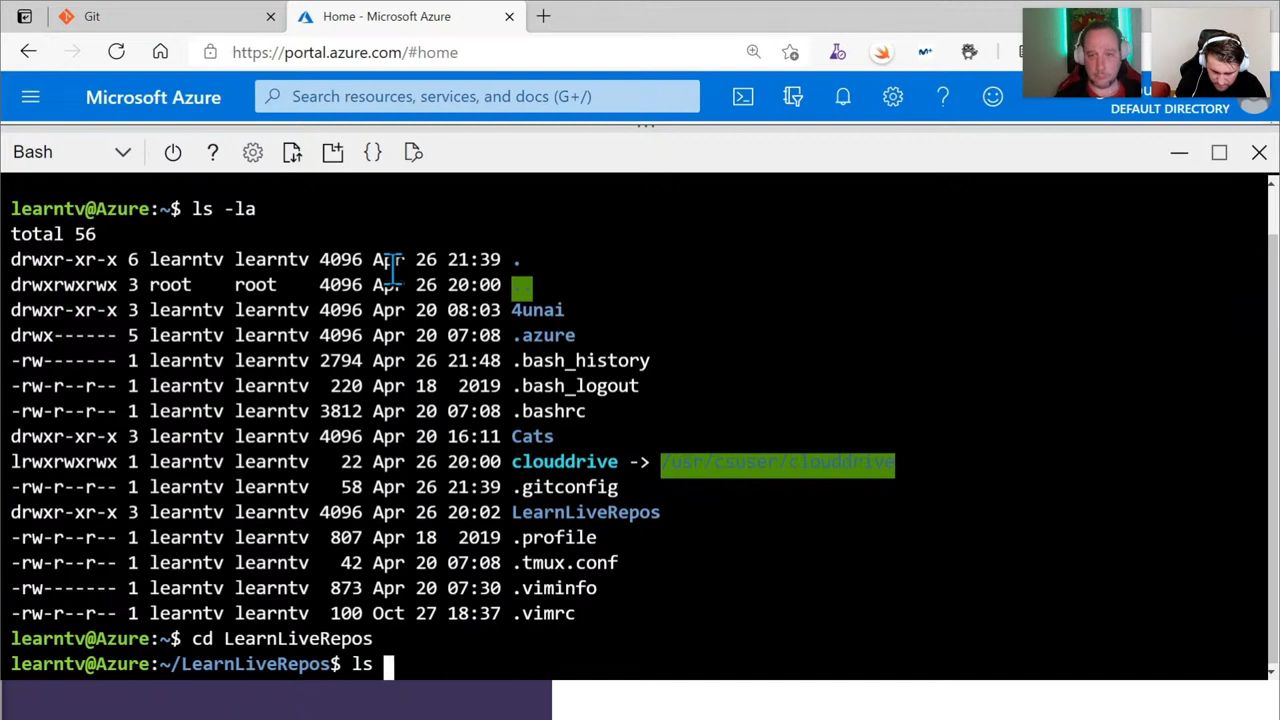 Git
Home - Microsoft Azure
https://portal.azure.com/#home
Microsoft Azure
Search resources, services, and docs (G+/)
DEFAULT DIRECTORY
Bash
learntv@Azure:~$ ls -la
total 56
drwxr-xr-x 6 learntv learntv 4096 Apr 26 21:39 .
drwxrwxrwx 3 root    root    4096 Apr 26 20:00 ..
drwxr-xr-x 3 learntv learntv 4096 Apr 20 08:03 4unai
drwx------ 5 learntv learntv 4096 Apr 20 07:08 .azure
-rw------- 1 learntv learntv 2794 Apr 26 21:48 .bash_history
-rw-r--r-- 1 learntv learntv  220 Apr 18  2019 .bash_logout
-rw-r--r-- 1 learntv learntv 3812 Apr 20 07:08 .bashrc
drwxr-xr-x 3 learntv learntv 4096 Apr 20 16:11 Cats
lrwxrwxrwx 1 learntv learntv   22 Apr 26 20:00 clouddrive -> /usr/csuser/clouddrive
-rw-r--r-- 1 learntv learntv   58 Apr 26 21:39 .gitconfig
drwxr-xr-x 3 learntv learntv 4096 Apr 26 20:02 LearnLiveRepos
-rw-r--r-- 1 learntv learntv  807 Apr 18  2019 .profile
-rw-r--r-- 1 learntv learntv   42 Apr 20 07:08 .tmux.conf
-rw------- 1 learntv learntv  873 Apr 20 07:30 .viminfo
-rw-r--r-- 1 learntv learntv  100 Oct 27 18:37 .vimrc
learntv@Azure:~$ cd LearnLiveRepos
learntv@Azure:~/LearnLiveRepos$ ls